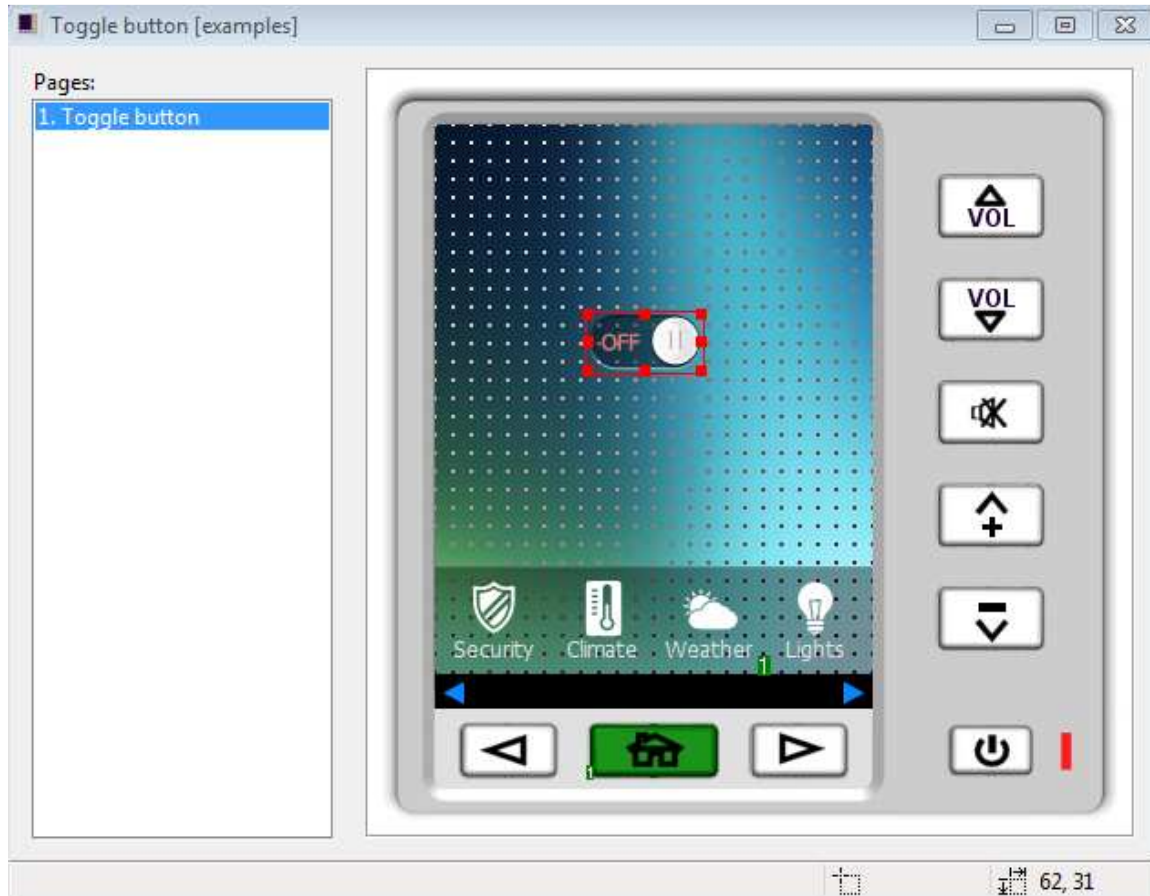 Toggle button [examples]
Pages:
1. Toggle button
VOL
VOL
OFF
Security Climate Weather Lights
1
1
62, 31